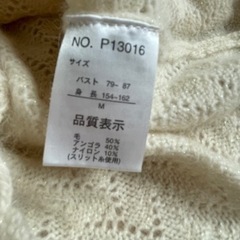 NO. P13016
サイズ
バスト 79-87
身 長 154-162
M
品質表示
毛 50%
アンゴラ 40%
ナイロン 10%
(スリット糸使用)